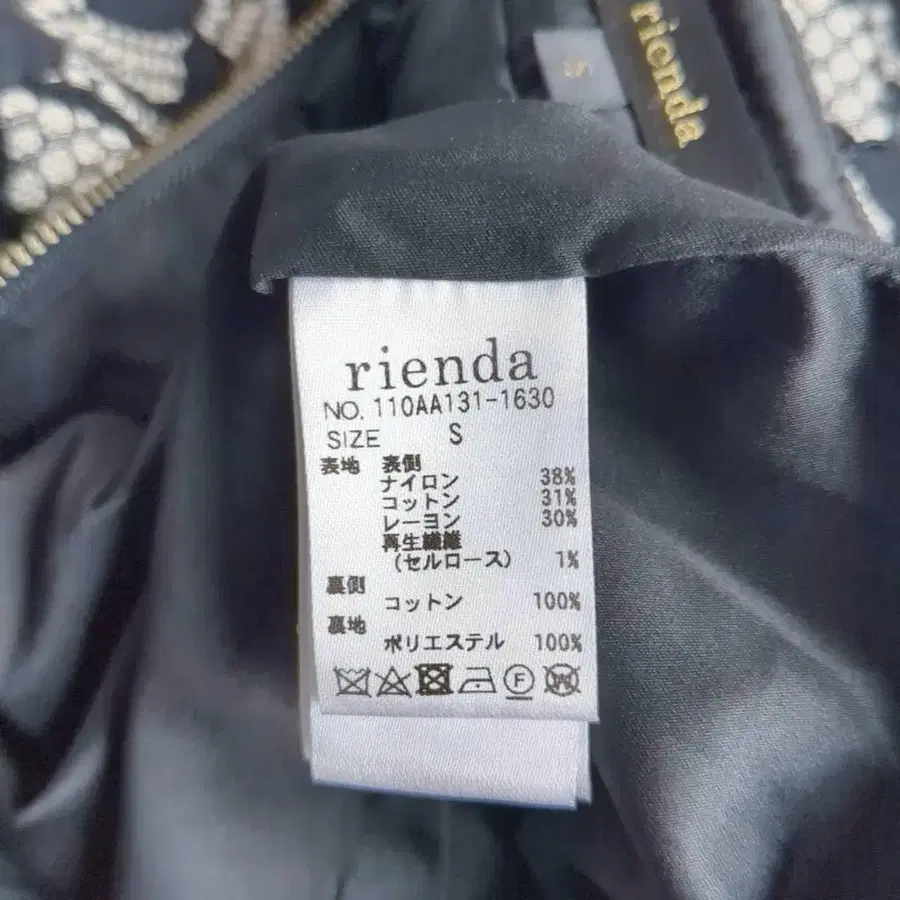 rienda
S
rienda
NO. 110AA131-1630
SIZE S
表地 表側
ナイロン 38%
コットン 31%
レーヨン 30%
再生繊維
(セルロース) 1%
裏側
コットン 100%
裏地
ポリエステル 100%
F
W